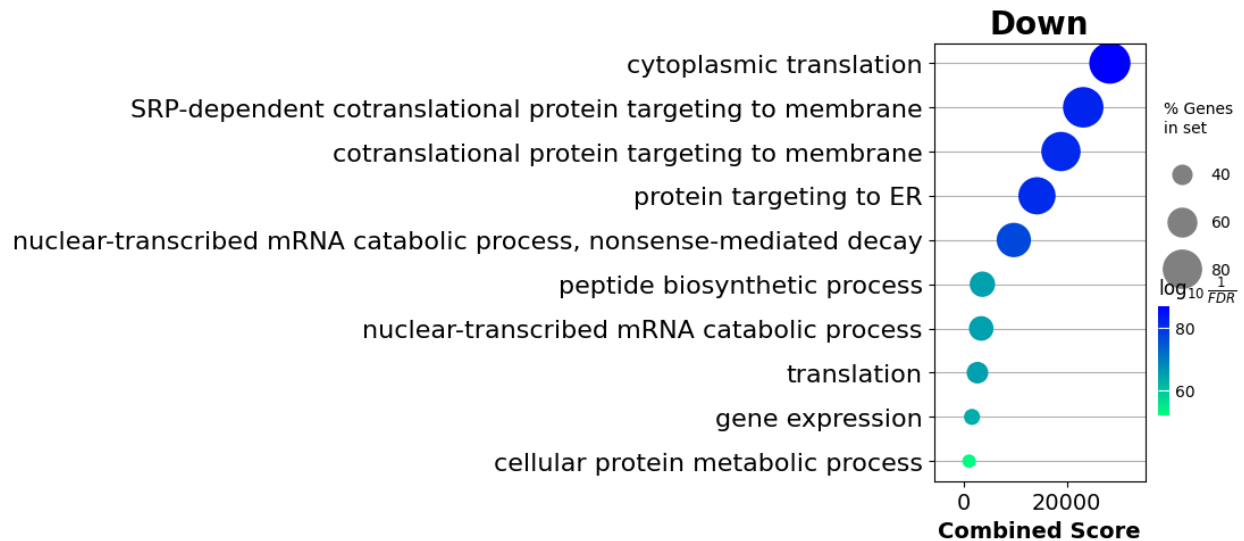 Down
cytoplasmic translation
SRP-dependent cotranslational protein targeting to membrane
cotranslational protein targeting to membrane
protein targeting to ER
nuclear-transcribed mRNA catabolic process, nonsense-mediated decay
peptide biosynthetic process
nuclear-transcribed mRNA catabolic process
translation
gene expression
cellular protein metabolic process
0 20000
Combined Score
% Genes
in set
40
60
80
log10 1/FDR
80
60